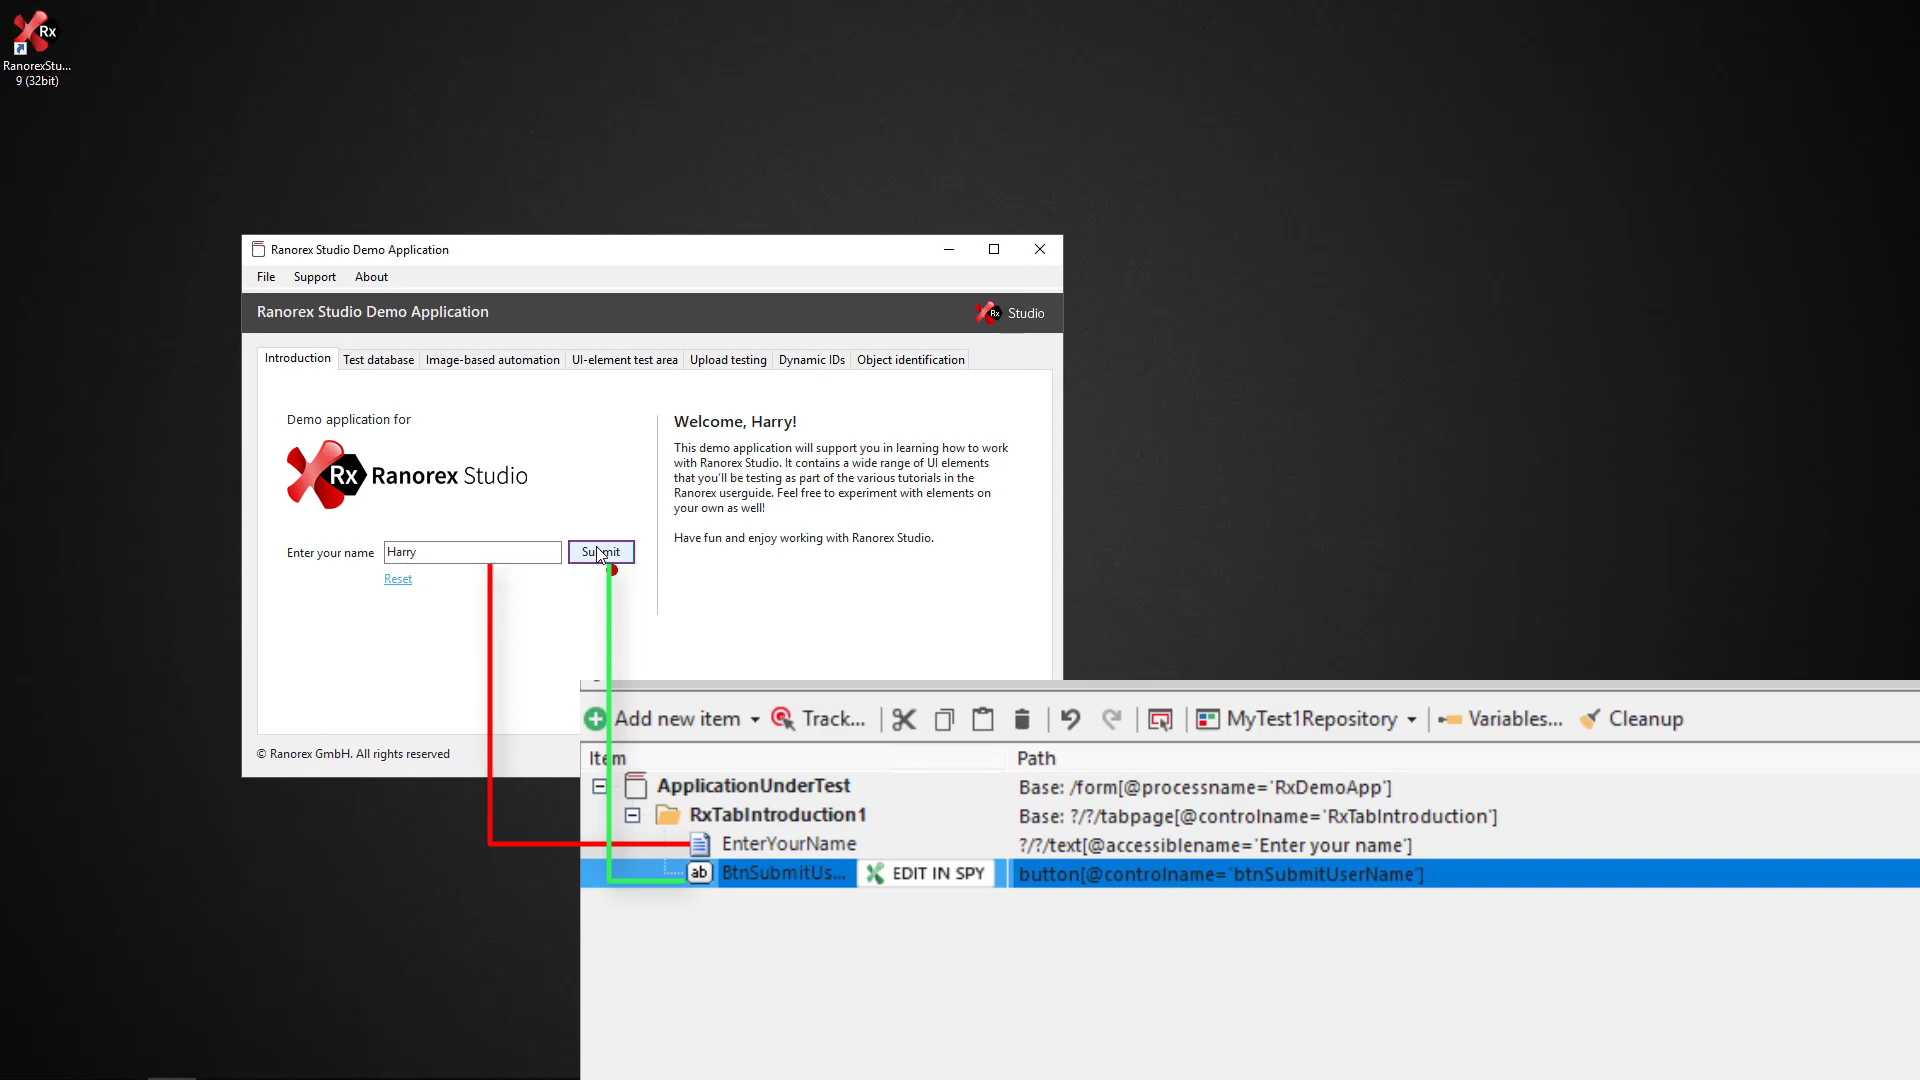 Rx
RanorexStu...
9 (32bit)
Ranorex Studio Demo Application
File Support About
Ranorex Studio Demo Application
Rx Studio
Introduction Test database Image-based automation UI-element test area Upload testing Dynamic IDs Object identification
Demo application for
Rx Ranorex Studio
Enter your name Harry Submit
Reset
Welcome, Harry!
This demo application will support you in learning how to work
with Ranorex Studio. It contains a wide range of UI elements
that you'll be testing as part of the various tutorials in the
Ranorex userguide. Feel free to experiment with elements on
your own as well!
Have fun and enjoy working with Ranorex Studio.
© Ranorex GmbH. All rights reserved
Add new item Track... MyTest1Repository Variables... Cleanup
Item Path
ApplicationUnderTest Base: /form[@processname='RxDemoApp']
RxTabIntroduction1 Base: ?/?/tabpage[@controlname='RxTabIntroduction']
EnterYourName ?/?/text[@accessiblename='Enter your name']
ab BtnSubmitUs... EDIT IN SPY button[@controlname='btnSubmitUserName']